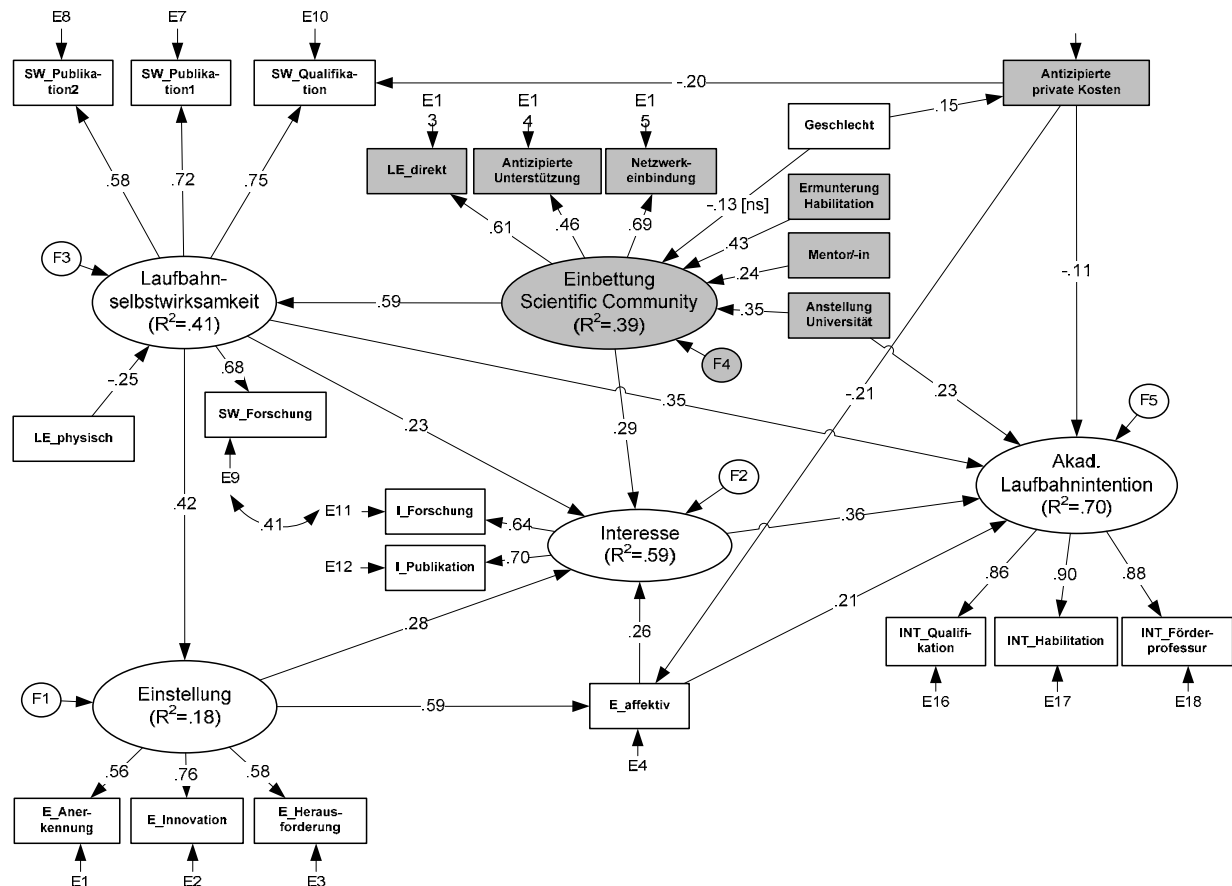 E8
E7
E10
SW_Publika-
tion2
SW_Publika-
tion1
SW_Qualifika-
tion
-.20
Antizipierte
private Kosten
E1
3
E1
4
E1
5
Geschlecht
.15
LE_direkt
Antizipierte
Unterstützung
Netzwerk-
einbindung
.58
.72
.75
-.13 [ns]
Ermunterung
Habilitation
.61
.46
.69
.43
Mentor/-in
.24
F3
Laufbahn-
selbstwirksamkeit
(R²=.41)
.59
Einbettung
Scientific Community
(R²=.39)
.35
Anstellung
Universität
-.11
F4
-.25
.68
LE_physisch
SW_Forschung
.23
.29
.35
-.21
.23
F5
E9
.42
.41
E11
I_Forschung
.64
E12
I_Publikation
.70
F2
Interesse
(R²=.59)
.36
Akad.
Laufbahnintention
(R²=.70)
.86
.90
.88
.28
.26
.21
INT_Qualifi-
kation
INT_Habilitation
INT_Förder-
professur
E16
E17
E18
F1
Einstellung
(R²=.18)
.59
E_affektiv
E4
.56
.76
.58
E_Aner-
kennung
E_Innovation
E_Heraus-
forderung
E1
E2
E3